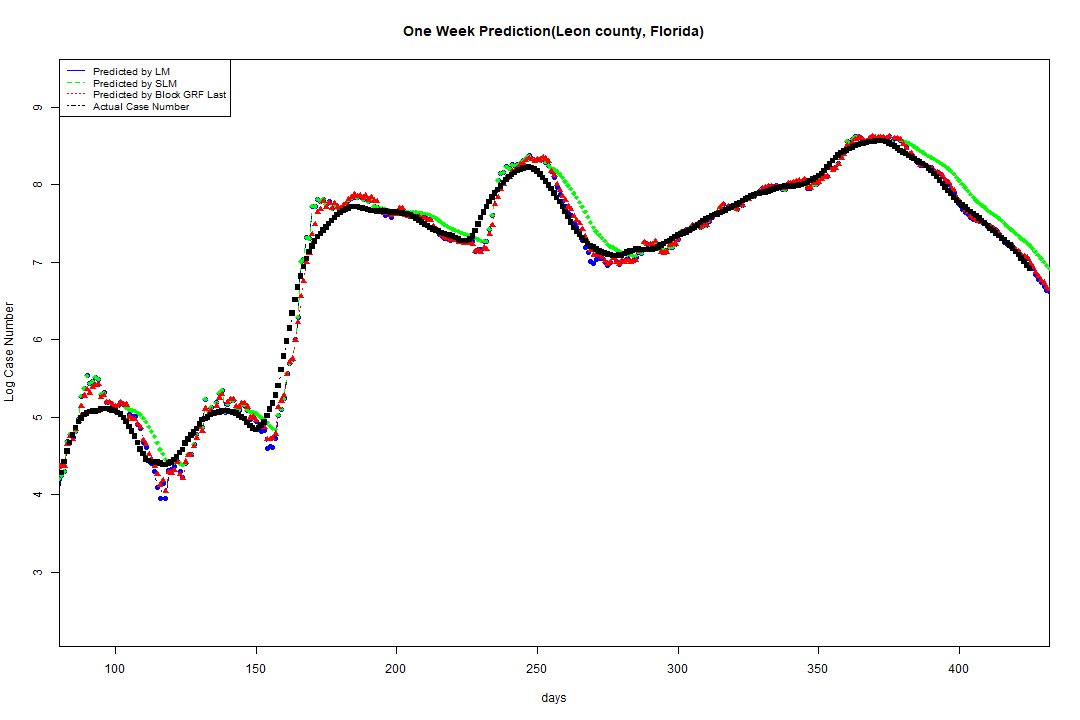 One Week Prediction(Leon county, Florida)
Predicted by LM
Predicted by SLM
Predicted by Block GRF Last
Actual Case Number
Log Case Number
9
8
7
6
5
4
3
100 150 200 250 300 350 400
days